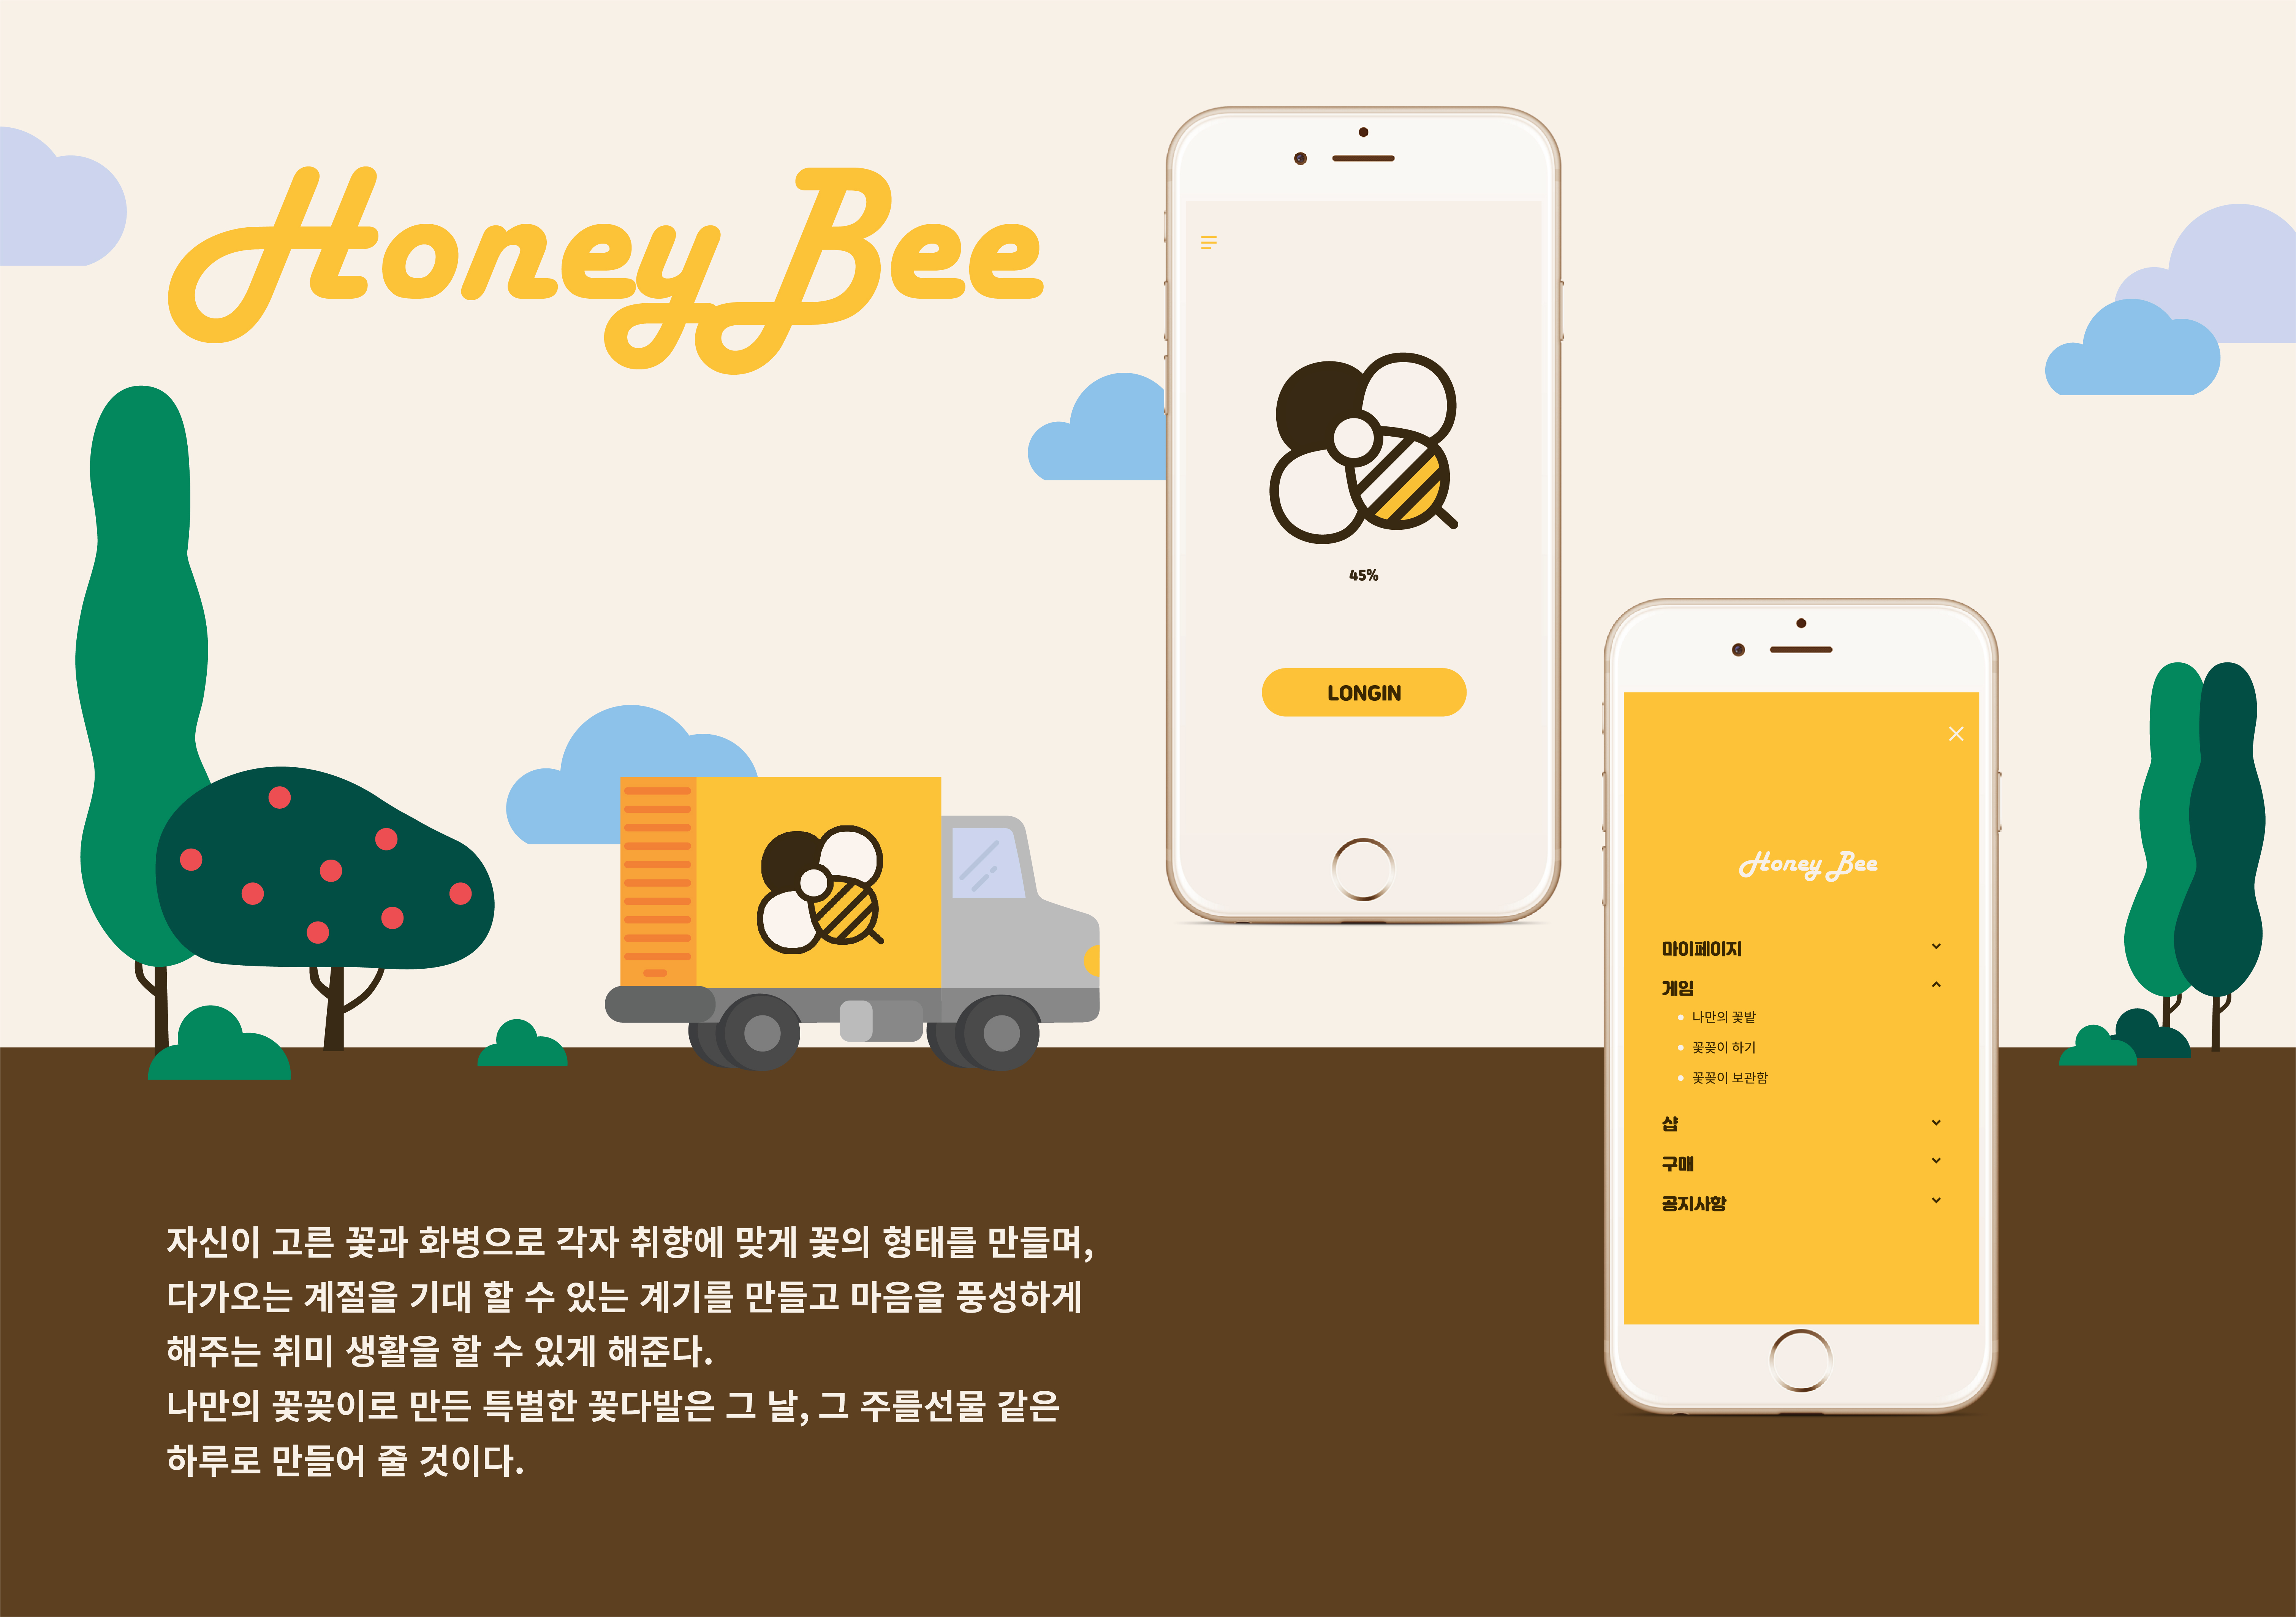 Honey Bee
45%
LONGIN
Honey Bee
마이페이지
게임
나만의 꽃밭
꽃꽂이 하기
꽃꽂이 보관함
샵
구매
공지사항
자신이 고른 꽃과 화병으로 각자 취향에 맞게 꽃의 형태를 만들며,
다가오는 계절을 기대 할 수 있는 계기를 만들고 마음을 풍성하게
해주는 취미 생활을 할 수 있게 해준다.
나만의 꽃꽂이로 만든 특별한 꽃다발은 그 날, 그 주를선물 같은
하루로 만들어 줄 것이다.